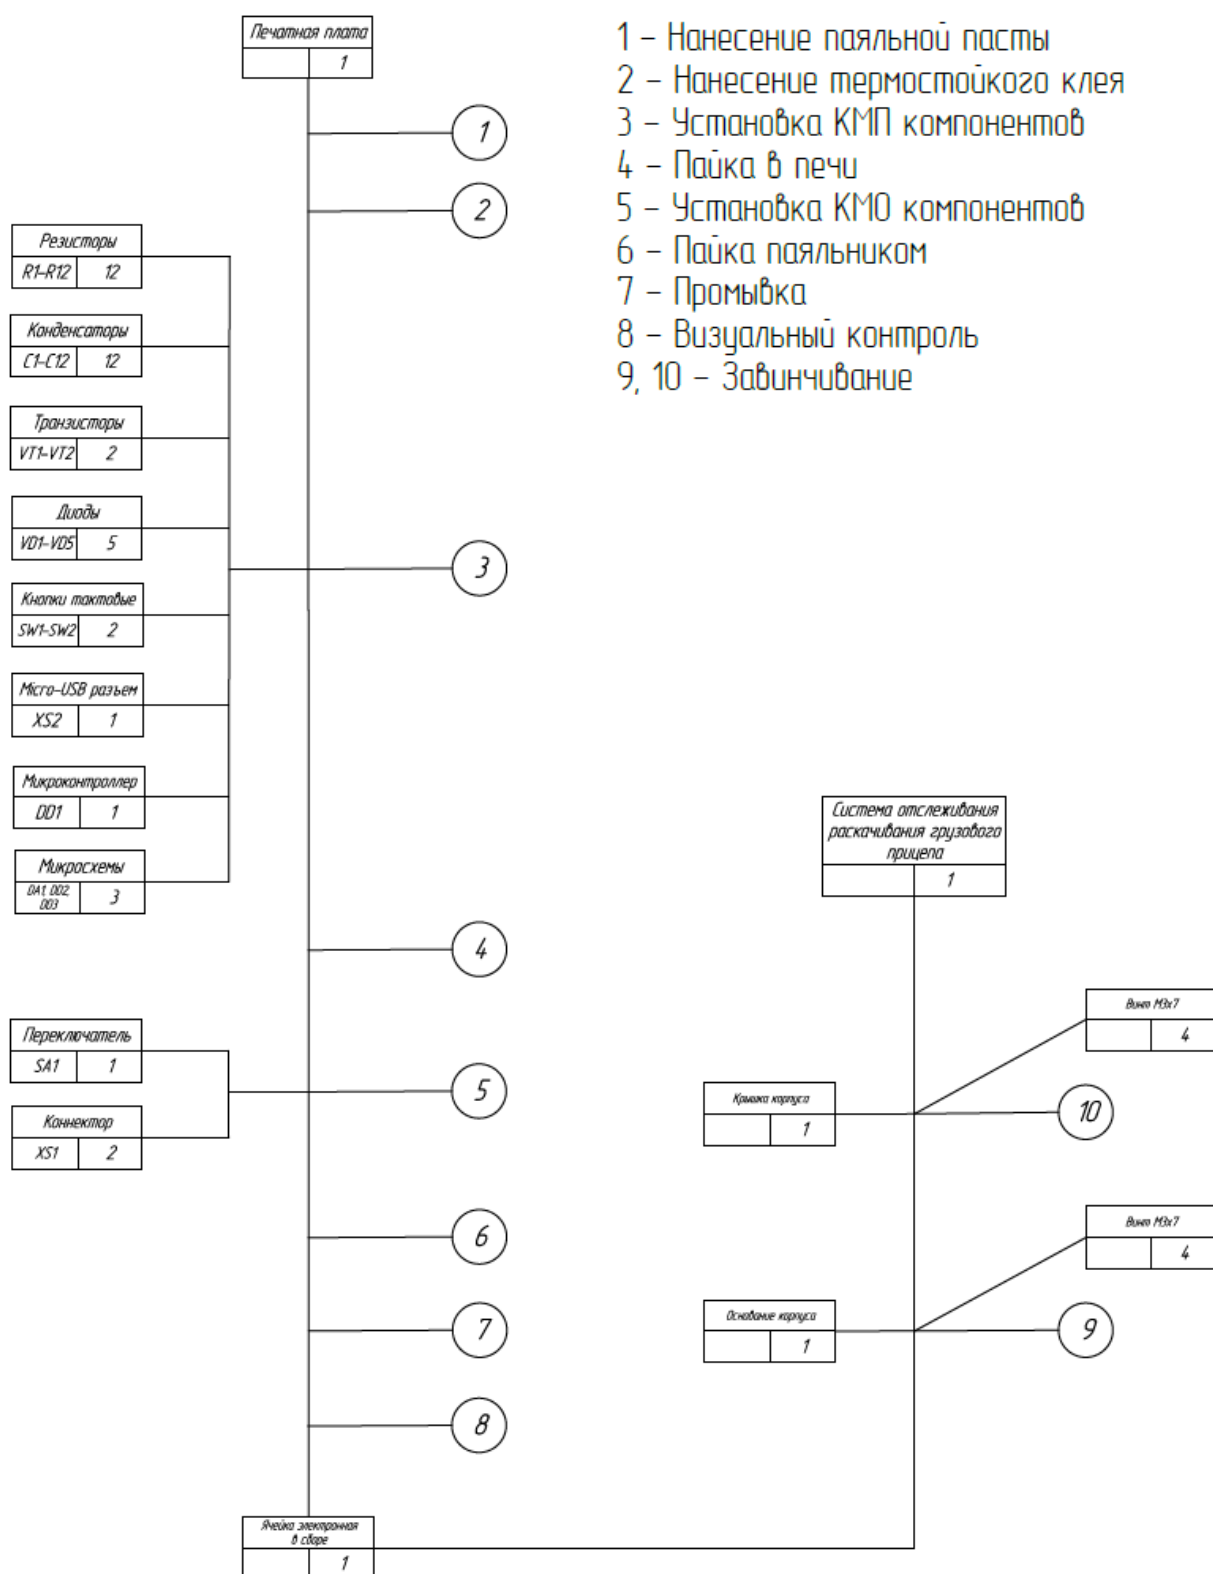 Печатная плата
1
1 – Нанесение паяльной пасты
2 – Нанесение термостойкого клея
3 – Установка КМП компонентов
4 – Пайка в печи
5 – Установка КМО компонентов
6 – Пайка паяльником
7 – Промывка
8 – Визуальный контроль
9, 10 – Завинчивание
1
2
Резисторы
R1-R12 12
Конденсаторы
C1-C12 12
Транзисторы
VT1-VT2 2
Диоды
VD1-VD5 5
3
Кнопки тактовые
SW1-SW2 2
Micro-USB разъем
XS2 1
Микроконтроллер
DD1 1
Микросхемы
DA1, DD2,
DD3
3
4
Переключатель
SA1 1
5
Коннектор
XS1 2
6
7
8
Ячейка электронная
в сборе
1
Система отслеживания
раскачивания грузового
прицепа
1
Винт М3х7
4
Крышка корпуса
1
10
Винт М3х7
4
Основание корпуса
1
9